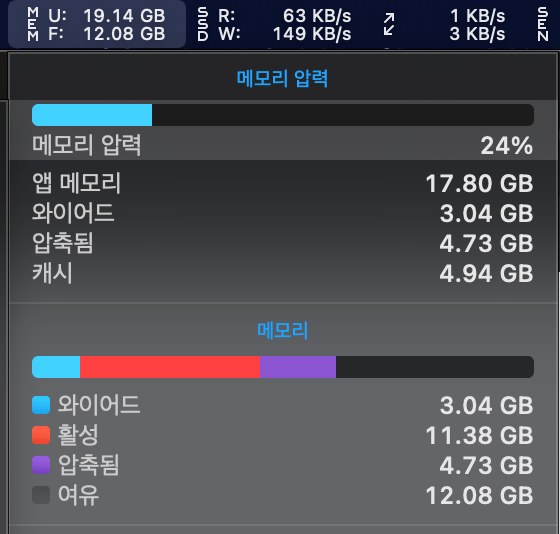 MEM U: 19.14 GB SSD R: 63 KB/s 1 KB/s SEN
F: 12.08 GB W: 149 KB/s 3 KB/s
메모리 압력
메모리 압력 24%
앱 메모리 17.80 GB
와이어드 3.04 GB
압축됨 4.73 GB
캐시 4.94 GB
메모리
와이어드 3.04 GB
활성 11.38 GB
압축됨 4.73 GB
여유 12.08 GB